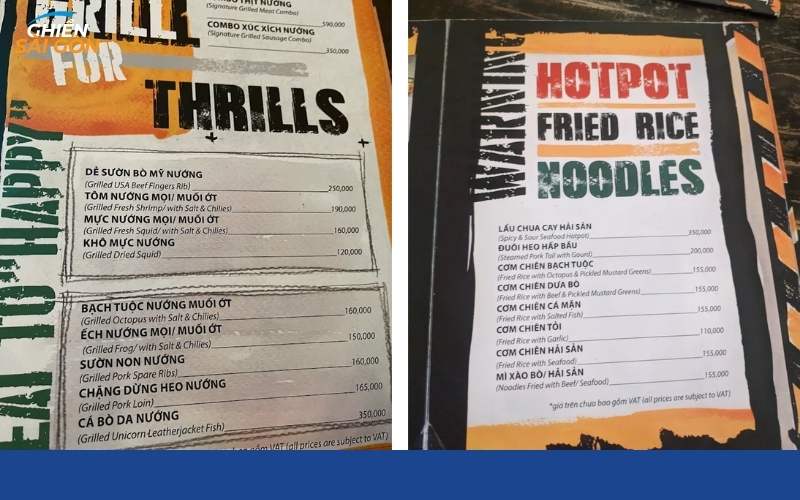 CHIẾN
SAIGON
GRILL
FOR
THRILLS
EAT TO "HAPPY"
THỊT NƯỚNG
(Signature Grilled Meat Combo)
590,000
COMBO XÚC XÍCH NƯỚNG
(Signature Grilled Sausage Combo)
350,000
DẺ SƯỜN BÒ MỸ NƯỚNG
(Grilled USA Beef Fingers Rib) 250,000
TÔM NƯỚNG MỌI/ MUỐI ỚT
(Grilled Fresh Shrimp/ with Salt & Chilies) 190,000
MỰC NƯỚNG MỌI/ MUỐI ỚT
(Grilled Fresh Squid/ with Salt & Chilies) 160,000
KHÔ MỰC NƯỚNG
(Grilled Dried Squid) 120,000
BẠCH TUỘC NƯỚNG MUỐI ỚT
(Grilled Octopus with Salt & Chilies) 160,000
ẾCH NƯỚNG MỌI/ MUỐI ỚT
(Grilled Frog/ with Salt & Chilies) 150,000
SƯỜN NON NƯỚNG
(Grilled Pork Spare Ribs) 160,000
CHẶNG DỪNG HEO NƯỚNG
(Grilled Pork Loin) 165,000
CÁ BÒ DA NƯỚNG
(Grilled Unicorn Leatherjacket Fish) 350,000
gồm VAT (all prices are subject to VAT)
WARNING
HOTPOT
FRIED RICE
NOODLES
LẨU CHUA CAY HẢI SẢN
(Spicy & Sour Seafood Hotpot) 350,000
ĐUÔI HEO HẤP BẦU
(Steamed Pork Tail with Gourd) 200,000
CƠM CHIÊN BẠCH TUỘC
(Fried Rice with Octopus & Pickled Mustard Greens) 155,000
CƠM CHIÊN DƯA BÒ
(Fried Rice with Beef & Pickled Mustard Greens) 155,000
CƠM CHIÊN CÁ MẶN
(Fried Rice with Salted Fish) 155,000
CƠM CHIÊN TỎI
(Fried Rice with Garlic) 110,000
CƠM CHIÊN HẢI SẢN
(Fried Rice with Seafood) 155,000
MÌ XÀO BÒ/ HẢI SẢN
(Noodles Fried with Beef/ Seafood) 155,000
*giá trên chưa bao gồm VAT (all prices are subject to VAT)